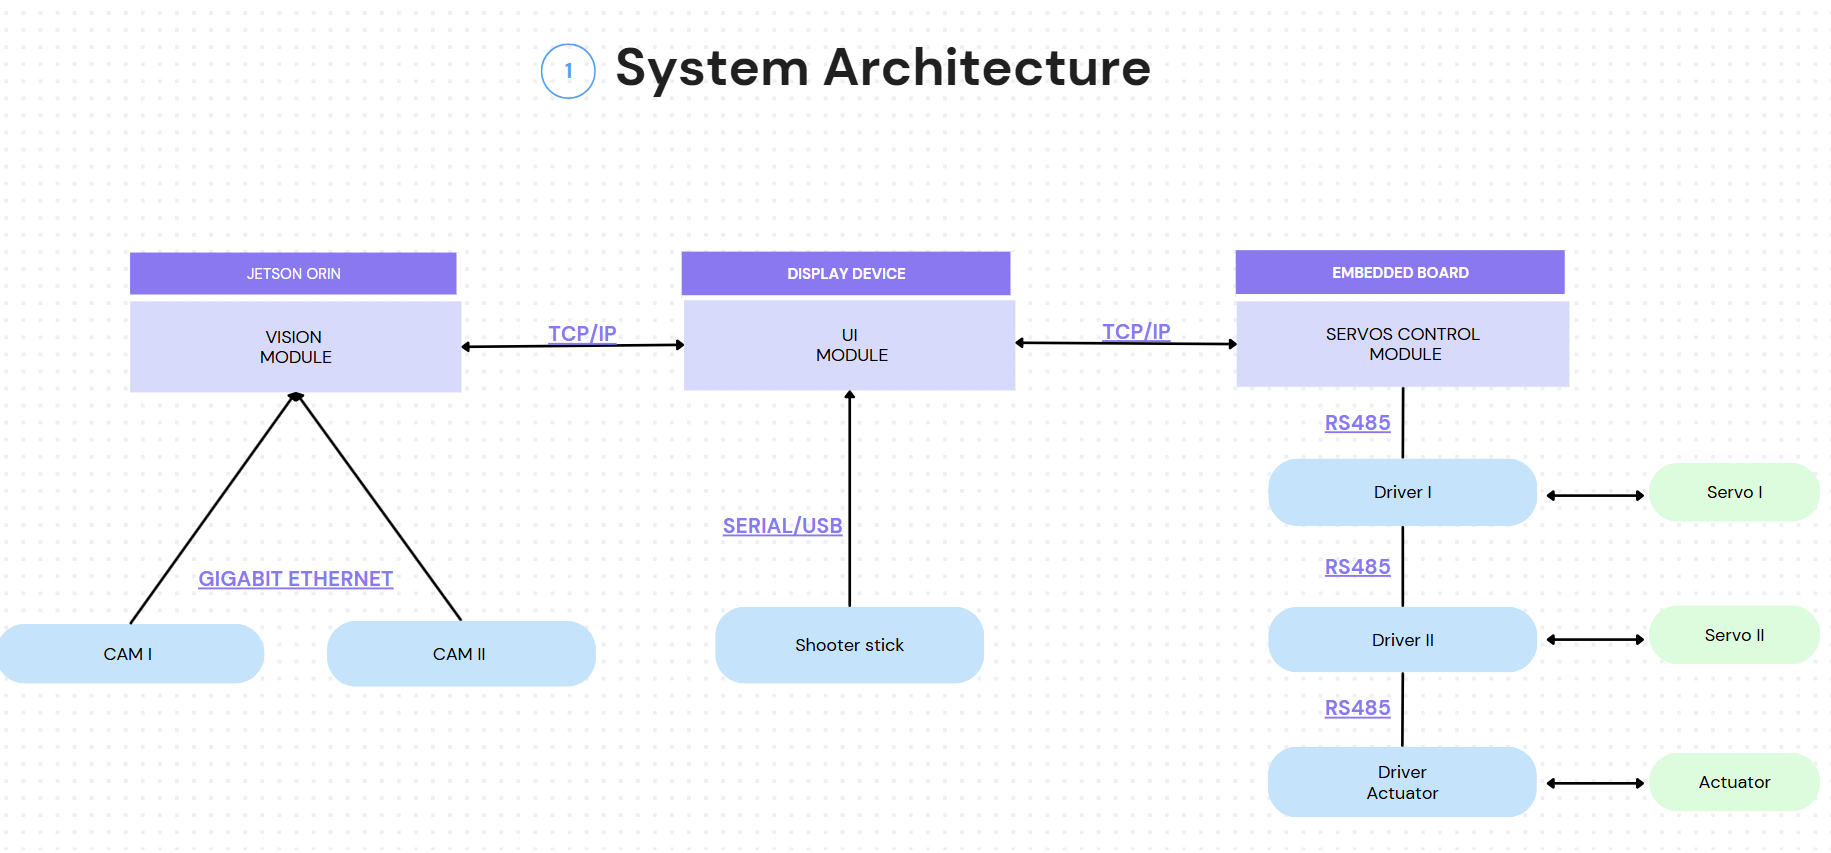 1
System Architecture
JETSON ORIN
VISION
MODULE
TCP/IP
DISPLAY DEVICE
UI
MODULE
TCP/IP
EMBEDDED BOARD
SERVOS CONTROL
MODULE
GIGABIT ETHERNET
CAM I
CAM II
SERIAL/USB
Shooter stick
RS485
Driver I
Servo I
RS485
Driver II
Servo II
RS485
Driver
Actuator
Actuator